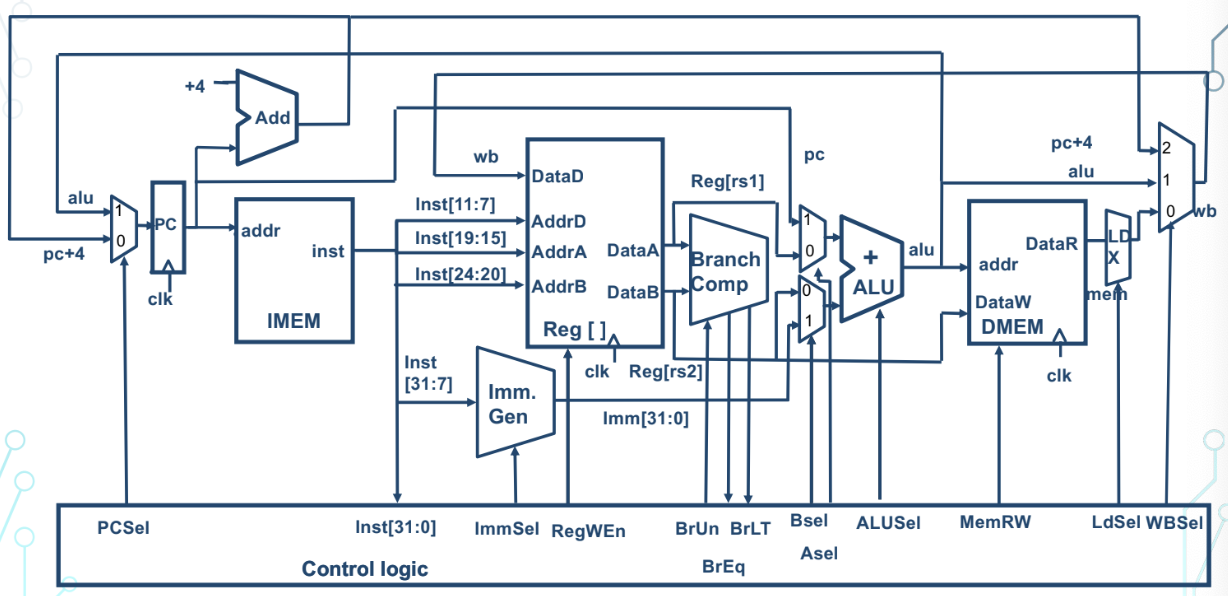 +4
Add
pc
wb
pc+4
2
alu
1
0
wb
alu
1
0
pc+4
PC
clk
addr
inst
IMEM
Inst[11:7]
Inst[19:15]
Inst[24:20]
DataD
AddrD
AddrA
AddrB
DataA
DataB
Reg [ ]
clk
Reg[rs1]
Branch
Comp
Reg[rs2]
1
0
0
1
+
ALU
alu
addr
DataR
DataW
DMEM
clk
LD
X
mem
Inst
[31:7]
Imm.
Gen
Imm[31:0]
PCSel
Inst[31:0]
ImmSel
RegWEn
BrUn
BrLT
BrEq
Bsel
Asel
ALUSel
MemRW
LdSel
WBSel
Control logic